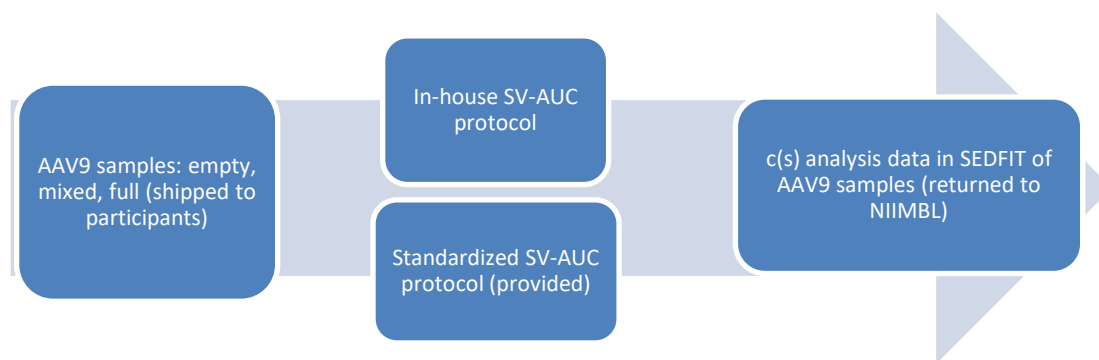 AAV9 samples: empty,
mixed, full (shipped to
participants)
In-house SV-AUC
protocol
Standardized SV-AUC
protocol (provided)
c(s) analysis data in SEDFIT of
AAV9 samples (returned to
NIIMBL)